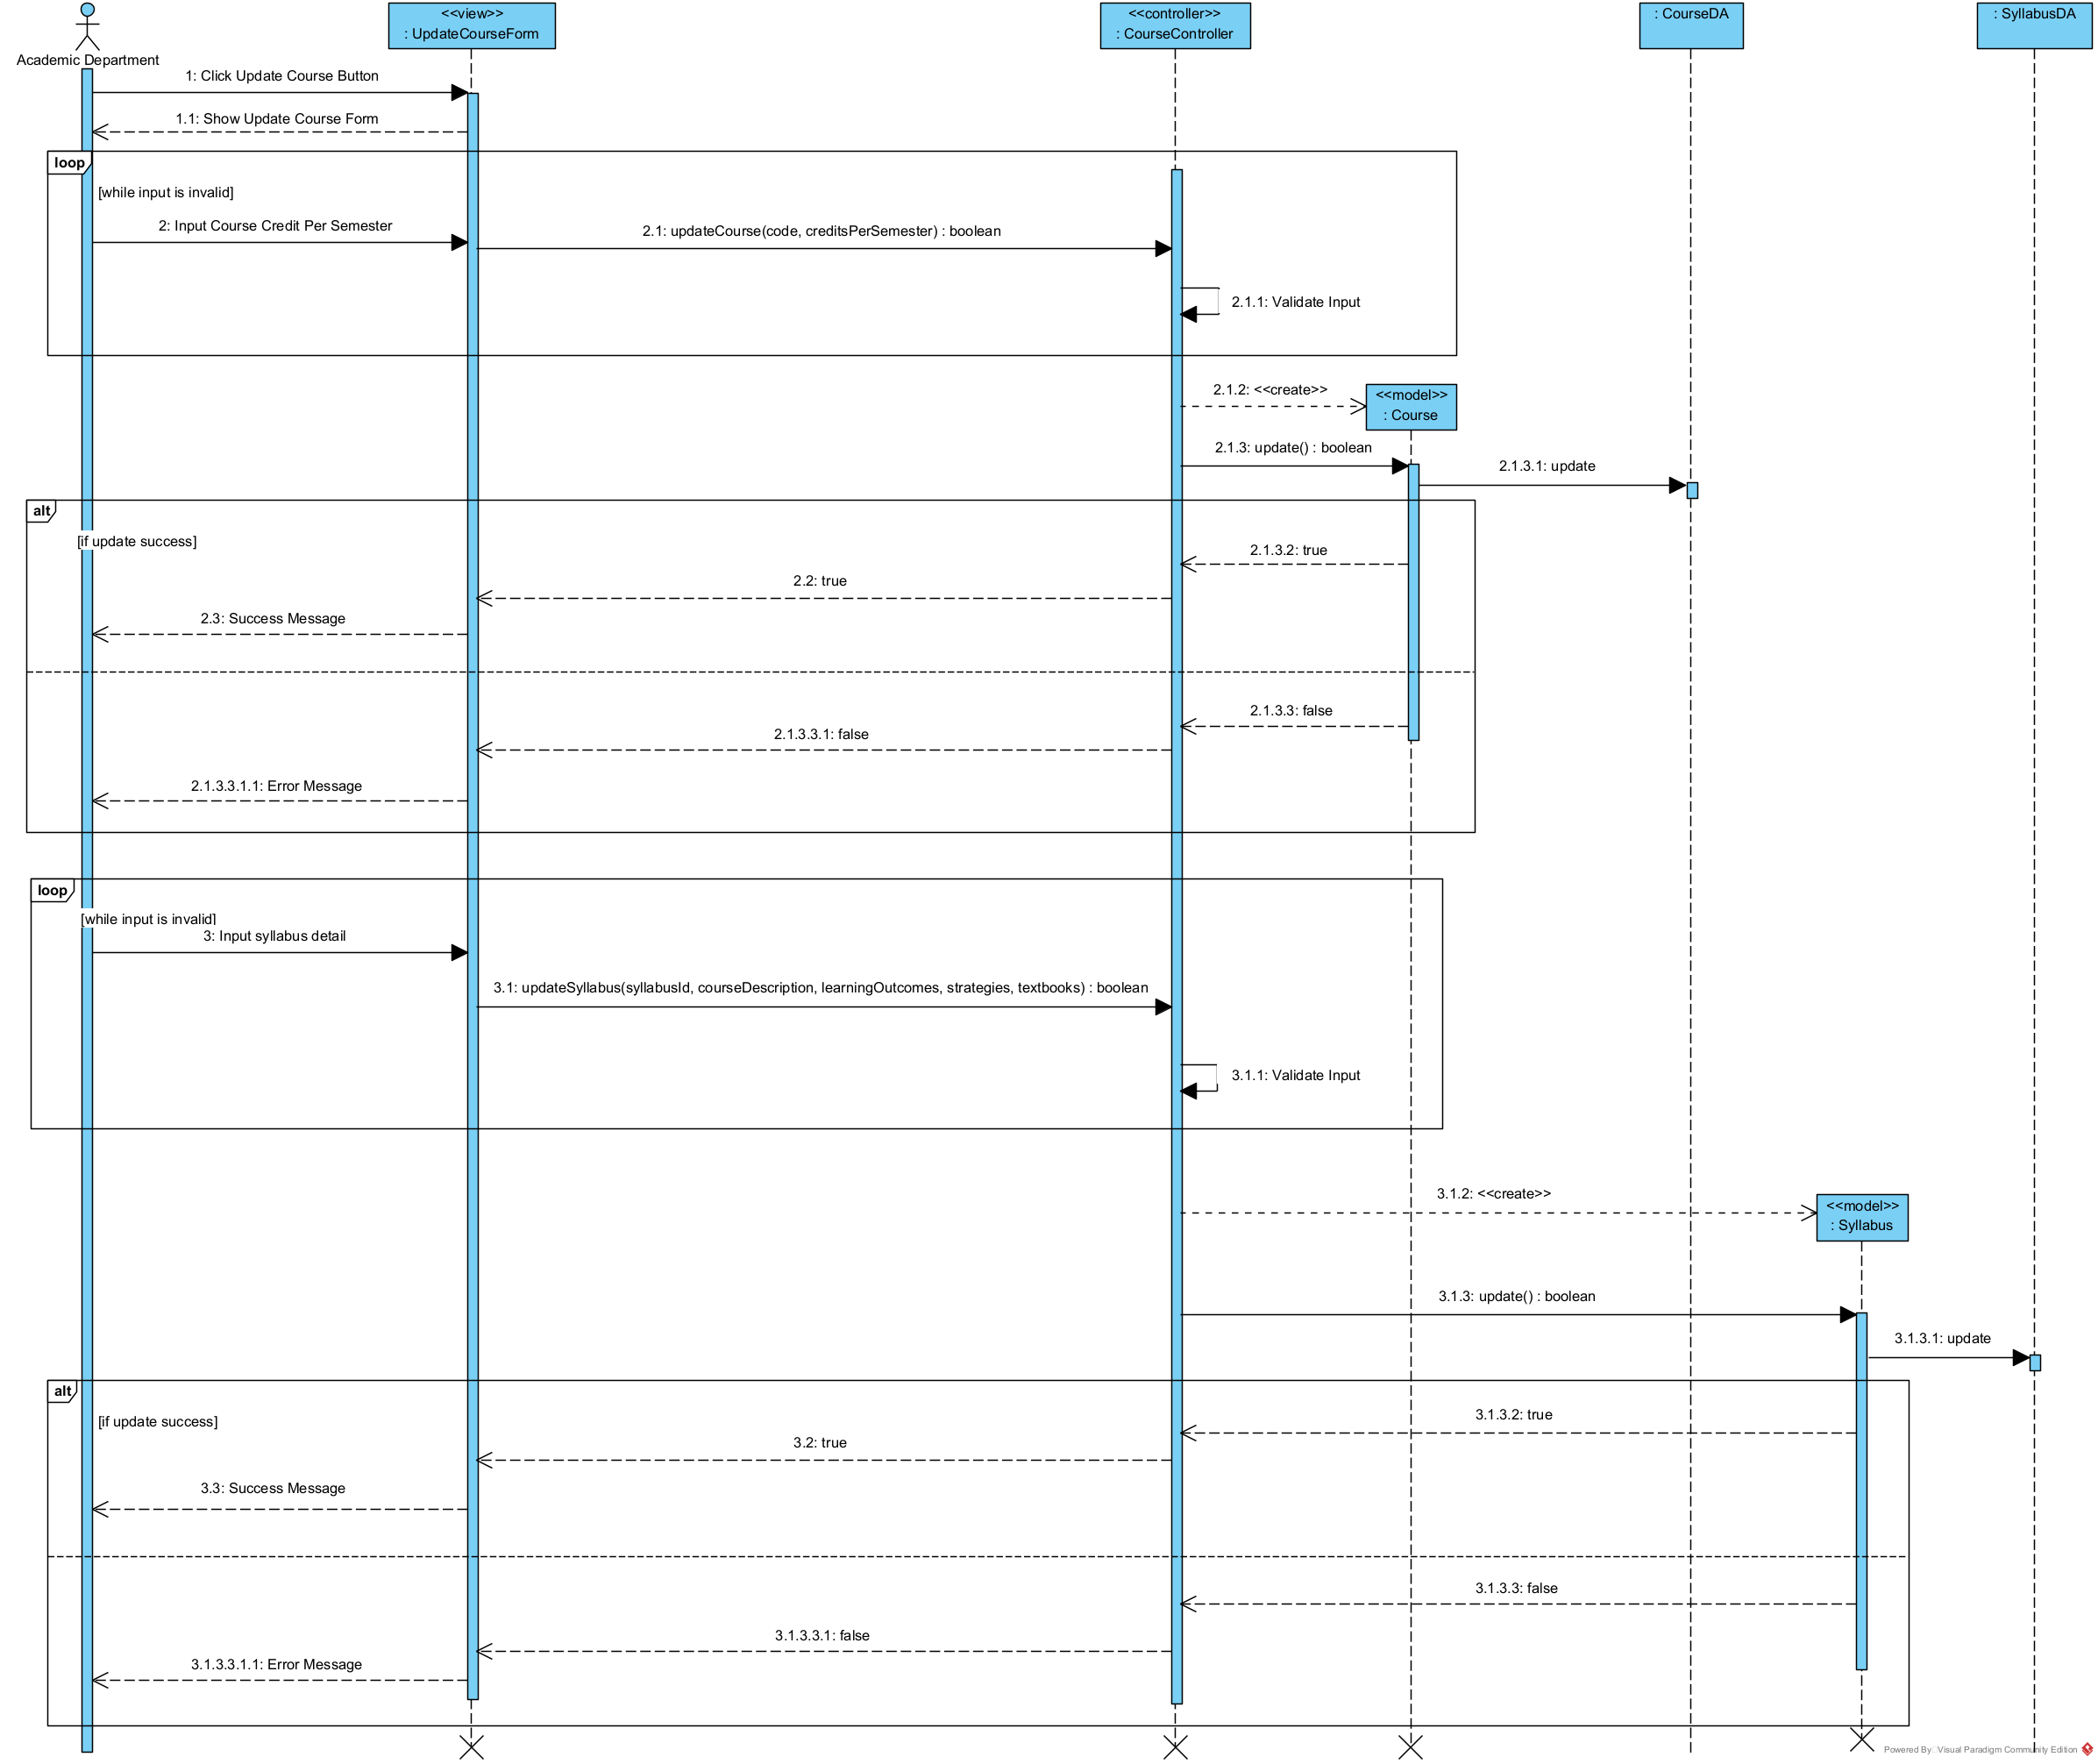 <<view>>
: UpdateCourseForm
<<controller>>
: CourseController
: CourseDA
: SyllabusDA
Academic Department
1: Click Update Course Button
1.1: Show Update Course Form
loop
[while input is invalid]
2: Input Course Credit Per Semester
2.1: updateCourse(code, creditsPerSemester) : boolean
2.1.1: Validate Input
2.1.2: <<create>>
<<model>>
: Course
2.1.3: update() : boolean
2.1.3.1: update
alt
[if update success]
2.1.3.2: true
2.2: true
2.3: Success Message
2.1.3.3: false
2.1.3.3.1: false
2.1.3.3.1.1: Error Message
loop
[while input is invalid]
3: Input syllabus detail
3.1: updateSyllabus(syllabusId, courseDescription, learningOutcomes, strategies, textbooks) : boolean
3.1.1: Validate Input
3.1.2: <<create>>
<<model>>
: Syllabus
3.1.3: update() : boolean
3.1.3.1: update
alt
[if update success]
3.1.3.2: true
3.2: true
3.3: Success Message
3.1.3.3: false
3.1.3.3.1: false
3.1.3.3.1.1: Error Message
Powered By Visual Paradigm Community Edition